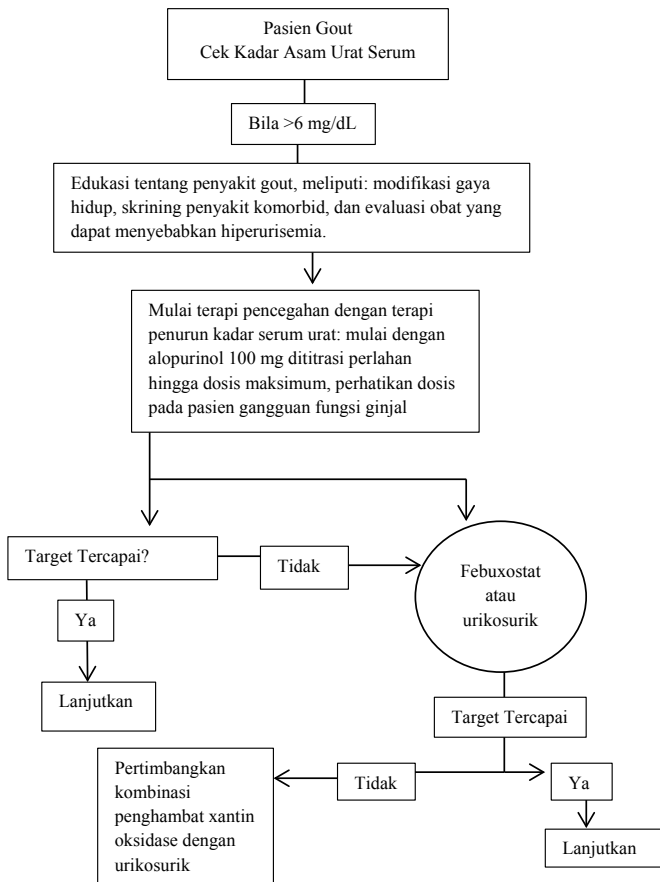 Pasien Gout
Cek Kadar Asam Urat Serum
Bila >6 mg/dL
Edukasi tentang penyakit gout, meliputi: modifikasi gaya
hidup, skrining penyakit komorbid, dan evaluasi obat yang
dapat menyebabkan hiperurisemia.
Mulai terapi pencegahan dengan terapi
penurun kadar serum urat: mulai dengan
alopurinol 100 mg dititrasi perlahan
hingga dosis maksimum, perhatikan dosis
pada pasien gangguan fungsi ginjal
Target Tercapai?
Tidak
Febuxostat
atau
urikosurik
Ya
Lanjutkan
Target Tercapai
Pertimbangkan
kombinasi
penghambat xantin
oksidase dengan
urikosurik
Tidak
Ya
Lanjutkan